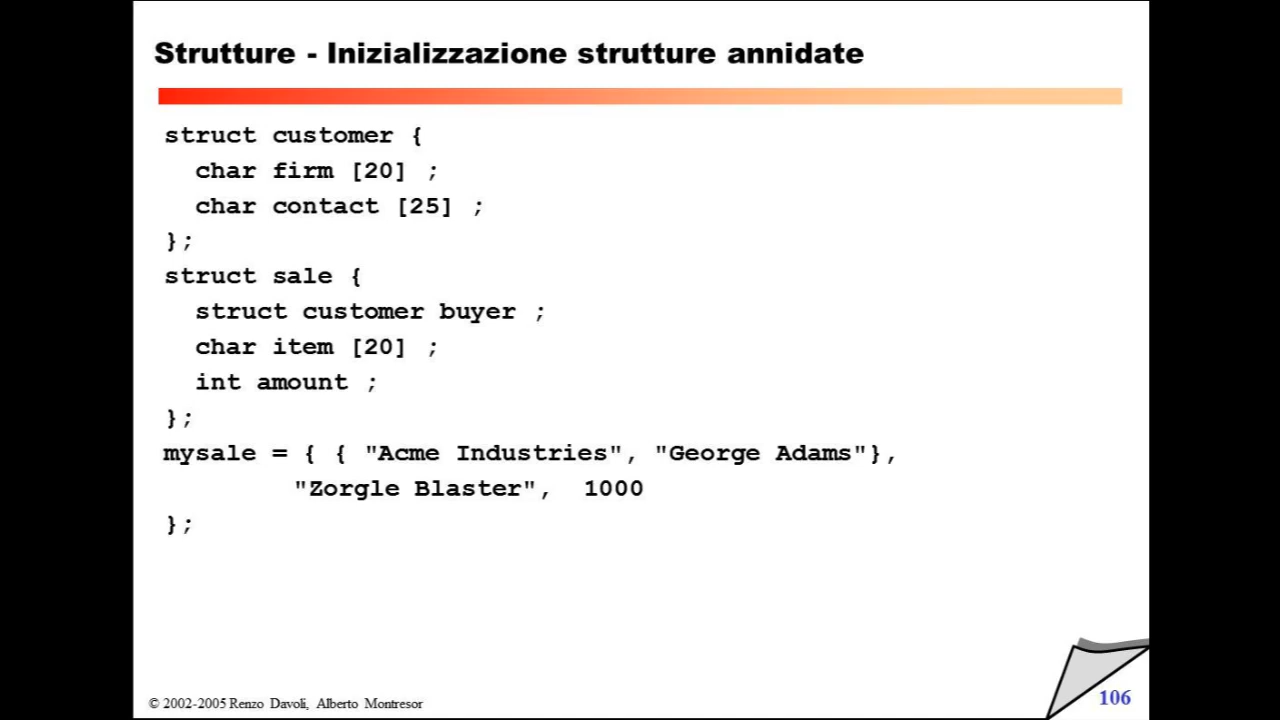 Strutture - Inizializzazione strutture annidate
struct customer {
char firm [20] ;
char contact [25] ;
};
struct sale {
struct customer buyer ;
char item [20] ;
int amount ;
};
mysale = { { "Acme Industries", "George Adams"},
"Zorgle Blaster", 1000
};
© 2002-2005 Renzo Davoli, Alberto Montresor
106